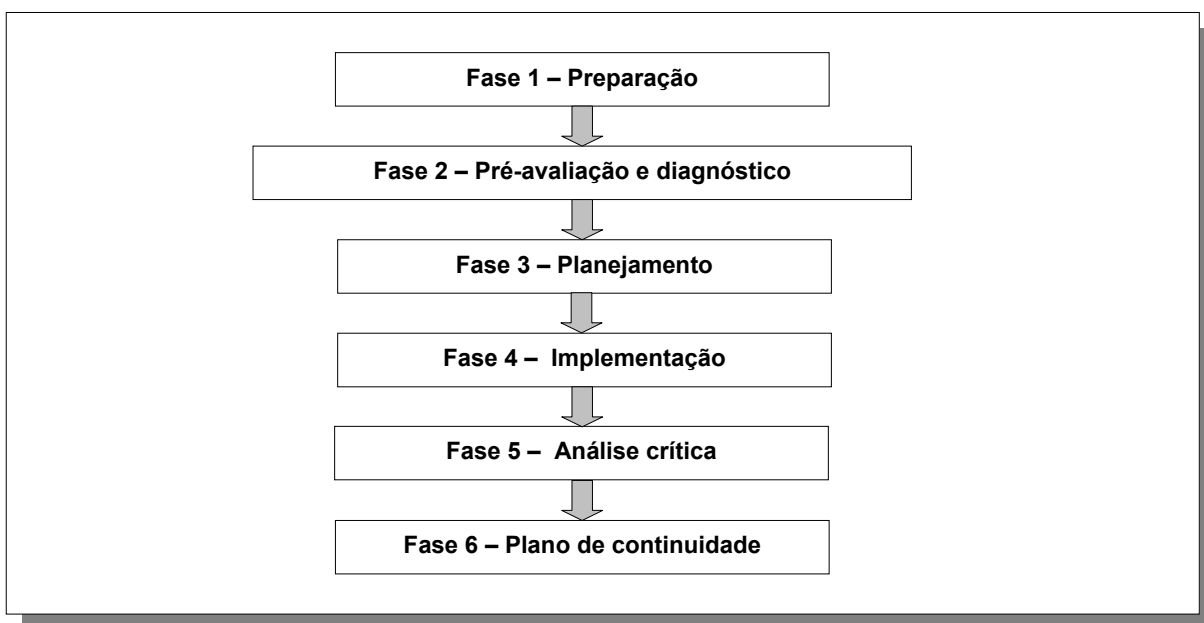 Fase 1 – Preparação
Fase 2 – Pré-avaliação e diagnóstico
Fase 3 – Planejamento
Fase 4 – Implementação
Fase 5 – Análise crítica
Fase 6 – Plano de continuidade